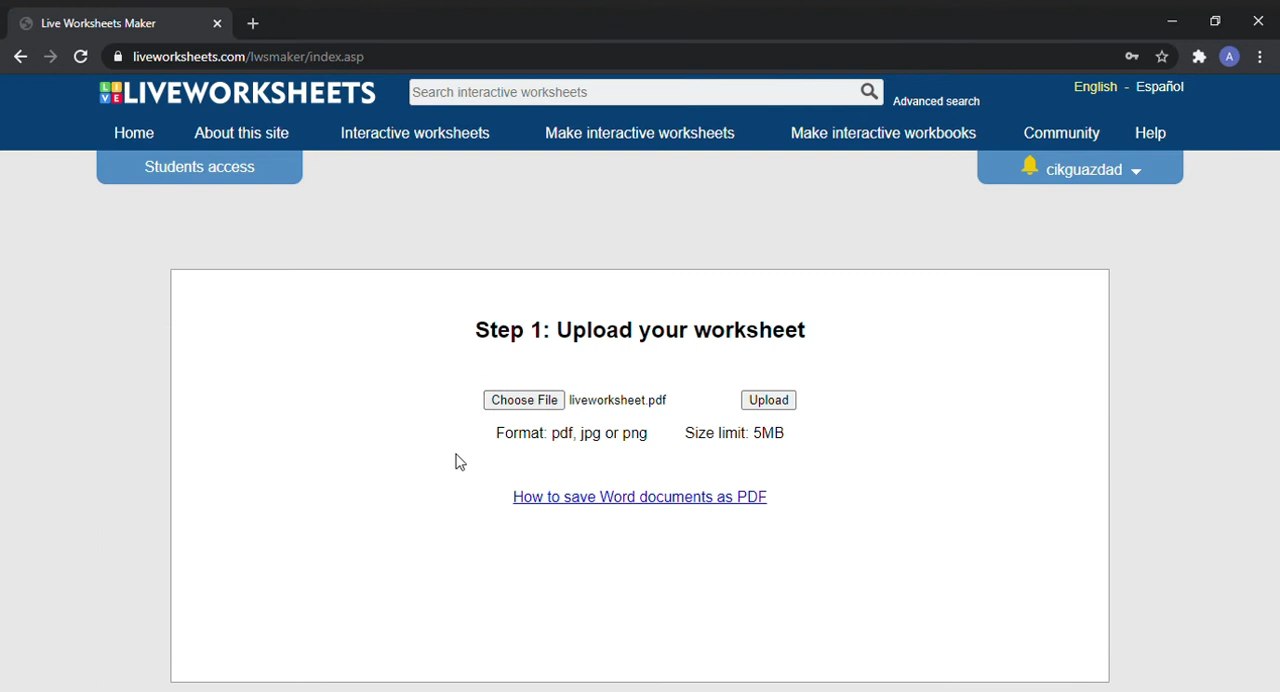 Live Worksheets Maker
liveworksheets.com/lwsmaker/index.asp
A
LIVE LIVEWORKSHEETS
Search interactive worksheets
Advanced search
English - Español
Home About this site Interactive worksheets Make interactive worksheets Make interactive workbooks Community Help
Students access
cikguazdad
Step 1: Upload your worksheet
Choose File liveworksheet.pdf Upload
Format: pdf, jpg or png Size limit: 5MB
How to save Word documents as PDF